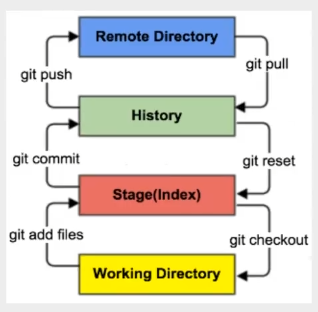 Remote Directory
git push
git pull
History
git commit
git reset
Stage(Index)
git add files
git checkout
Working Directory